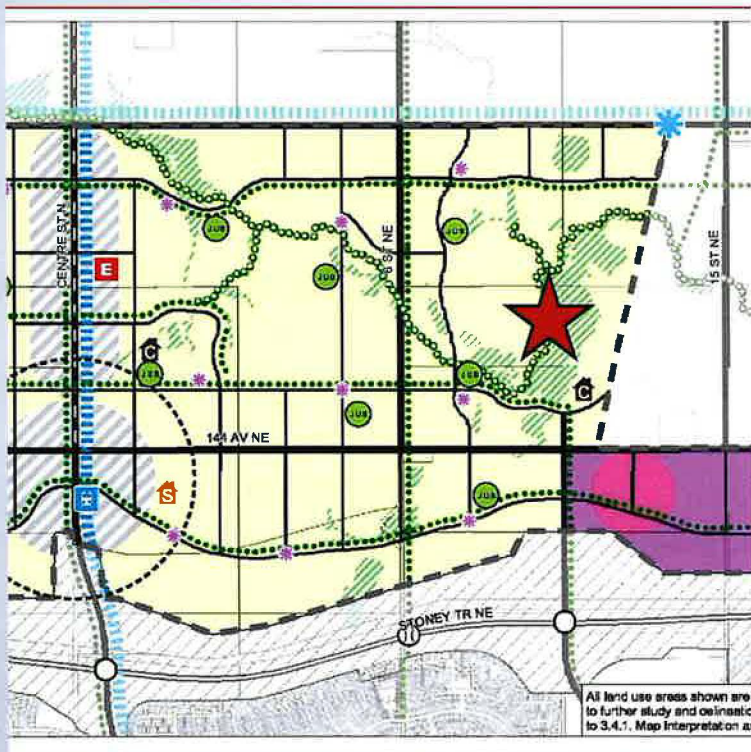 CENTRE ST N
6 ST NE
15 ST NE
JUS
JUS
E
JUS
C
JUS
JUS
C
JUS
144 AV NE
S
JUS
H
STONEY TR NE
All land use areas shown are
to further study and delineatio
to 3.4.1. Map Interpretation a